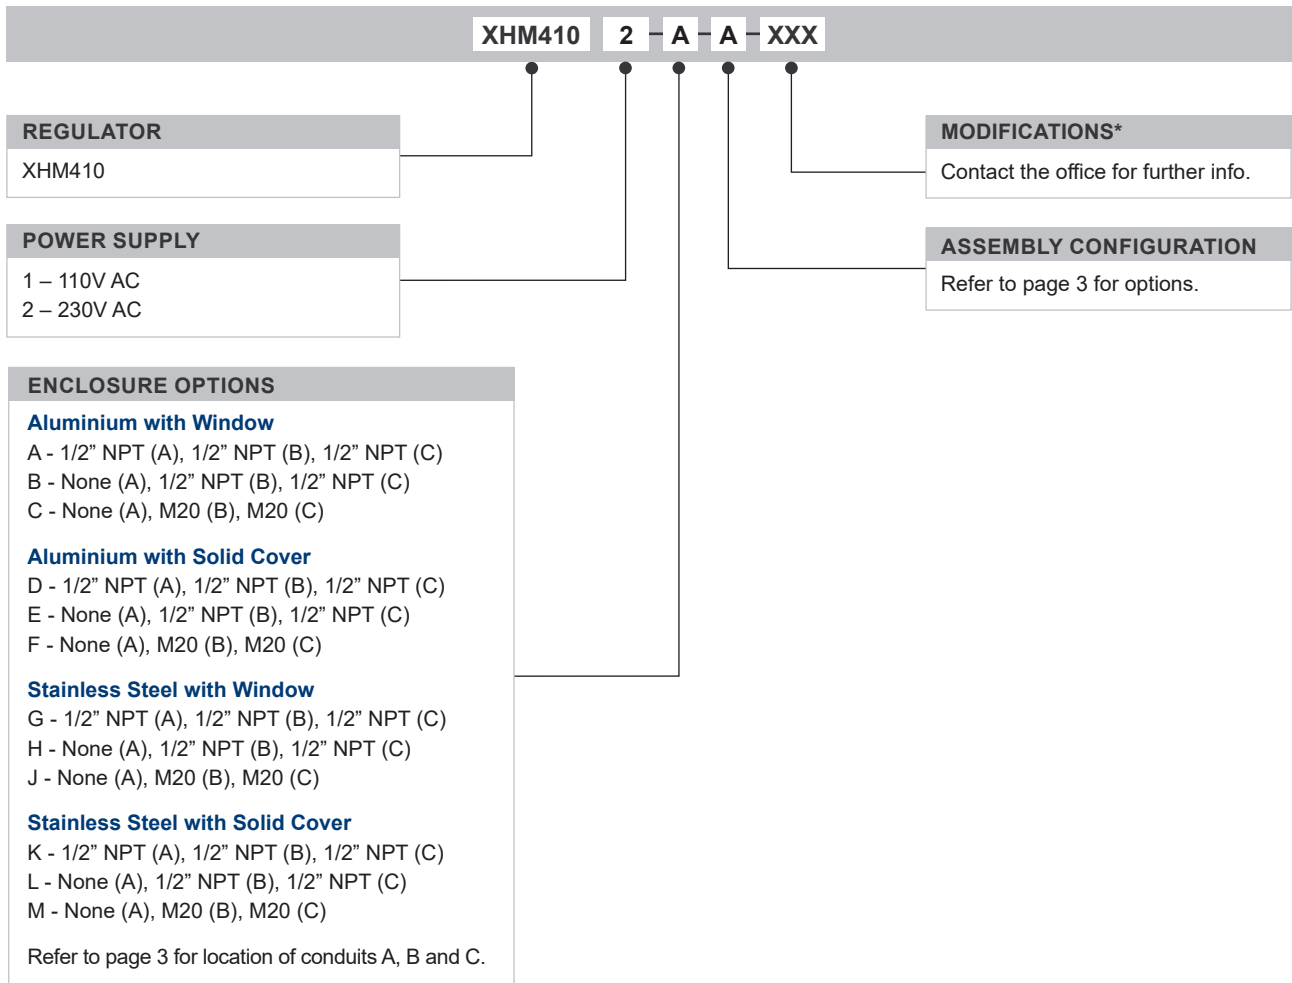 XHM410 2 A A XXX
REGULATOR
XHM410
POWER SUPPLY
1 – 110V AC
2 – 230V AC
ENCLOSURE OPTIONS
Aluminium with Window
A - 1/2” NPT (A), 1/2” NPT (B), 1/2” NPT (C)
B - None (A), 1/2” NPT (B), 1/2” NPT (C)
C - None (A), M20 (B), M20 (C)
Aluminium with Solid Cover
D - 1/2” NPT (A), 1/2” NPT (B), 1/2” NPT (C)
E - None (A), 1/2” NPT (B), 1/2” NPT (C)
F - None (A), M20 (B), M20 (C)
Stainless Steel with Window
G - 1/2” NPT (A), 1/2” NPT (B), 1/2” NPT (C)
H - None (A), 1/2” NPT (B), 1/2” NPT (C)
J - None (A), M20 (B), M20 (C)
Stainless Steel with Solid Cover
K - 1/2” NPT (A), 1/2” NPT (B), 1/2” NPT (C)
L - None (A), 1/2” NPT (B), 1/2” NPT (C)
M - None (A), M20 (B), M20 (C)
Refer to page 3 for location of conduits A, B and C.
MODIFICATIONS*
Contact the office for further info.
ASSEMBLY CONFIGURATION
Refer to page 3 for options.